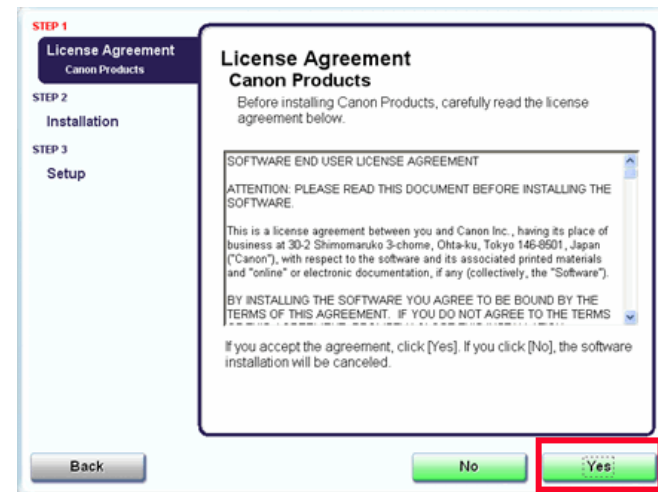 STEP 1
License Agreement
Canon Products
STEP 2
Installation
STEP 3
Setup
License Agreement
Canon Products
Before installing Canon Products, carefully read the license
agreement below.
SOFTWARE END USER LICENSE AGREEMENT
ATTENTION: PLEASE READ THIS DOCUMENT BEFORE INSTALLING THE
SOFTWARE.
This is a license agreement between you and Canon Inc., having its place of
business at 30-2 Shimomaruko 3-chome, Ohta-ku, Tokyo 146-8501, Japan
("Canon"), with respect to the software and its associated printed materials
and "online" or electronic documentation, if any (collectively, the "Software").
BY INSTALLING THE SOFTWARE YOU AGREE TO BE BOUND BY THE
TERMS OF THIS AGREEMENT.  IF YOU DO NOT AGREE TO THE TERMS
If you accept the agreement, click [Yes]. If you click [No], the software
installation will be canceled.
Back
No
Yes